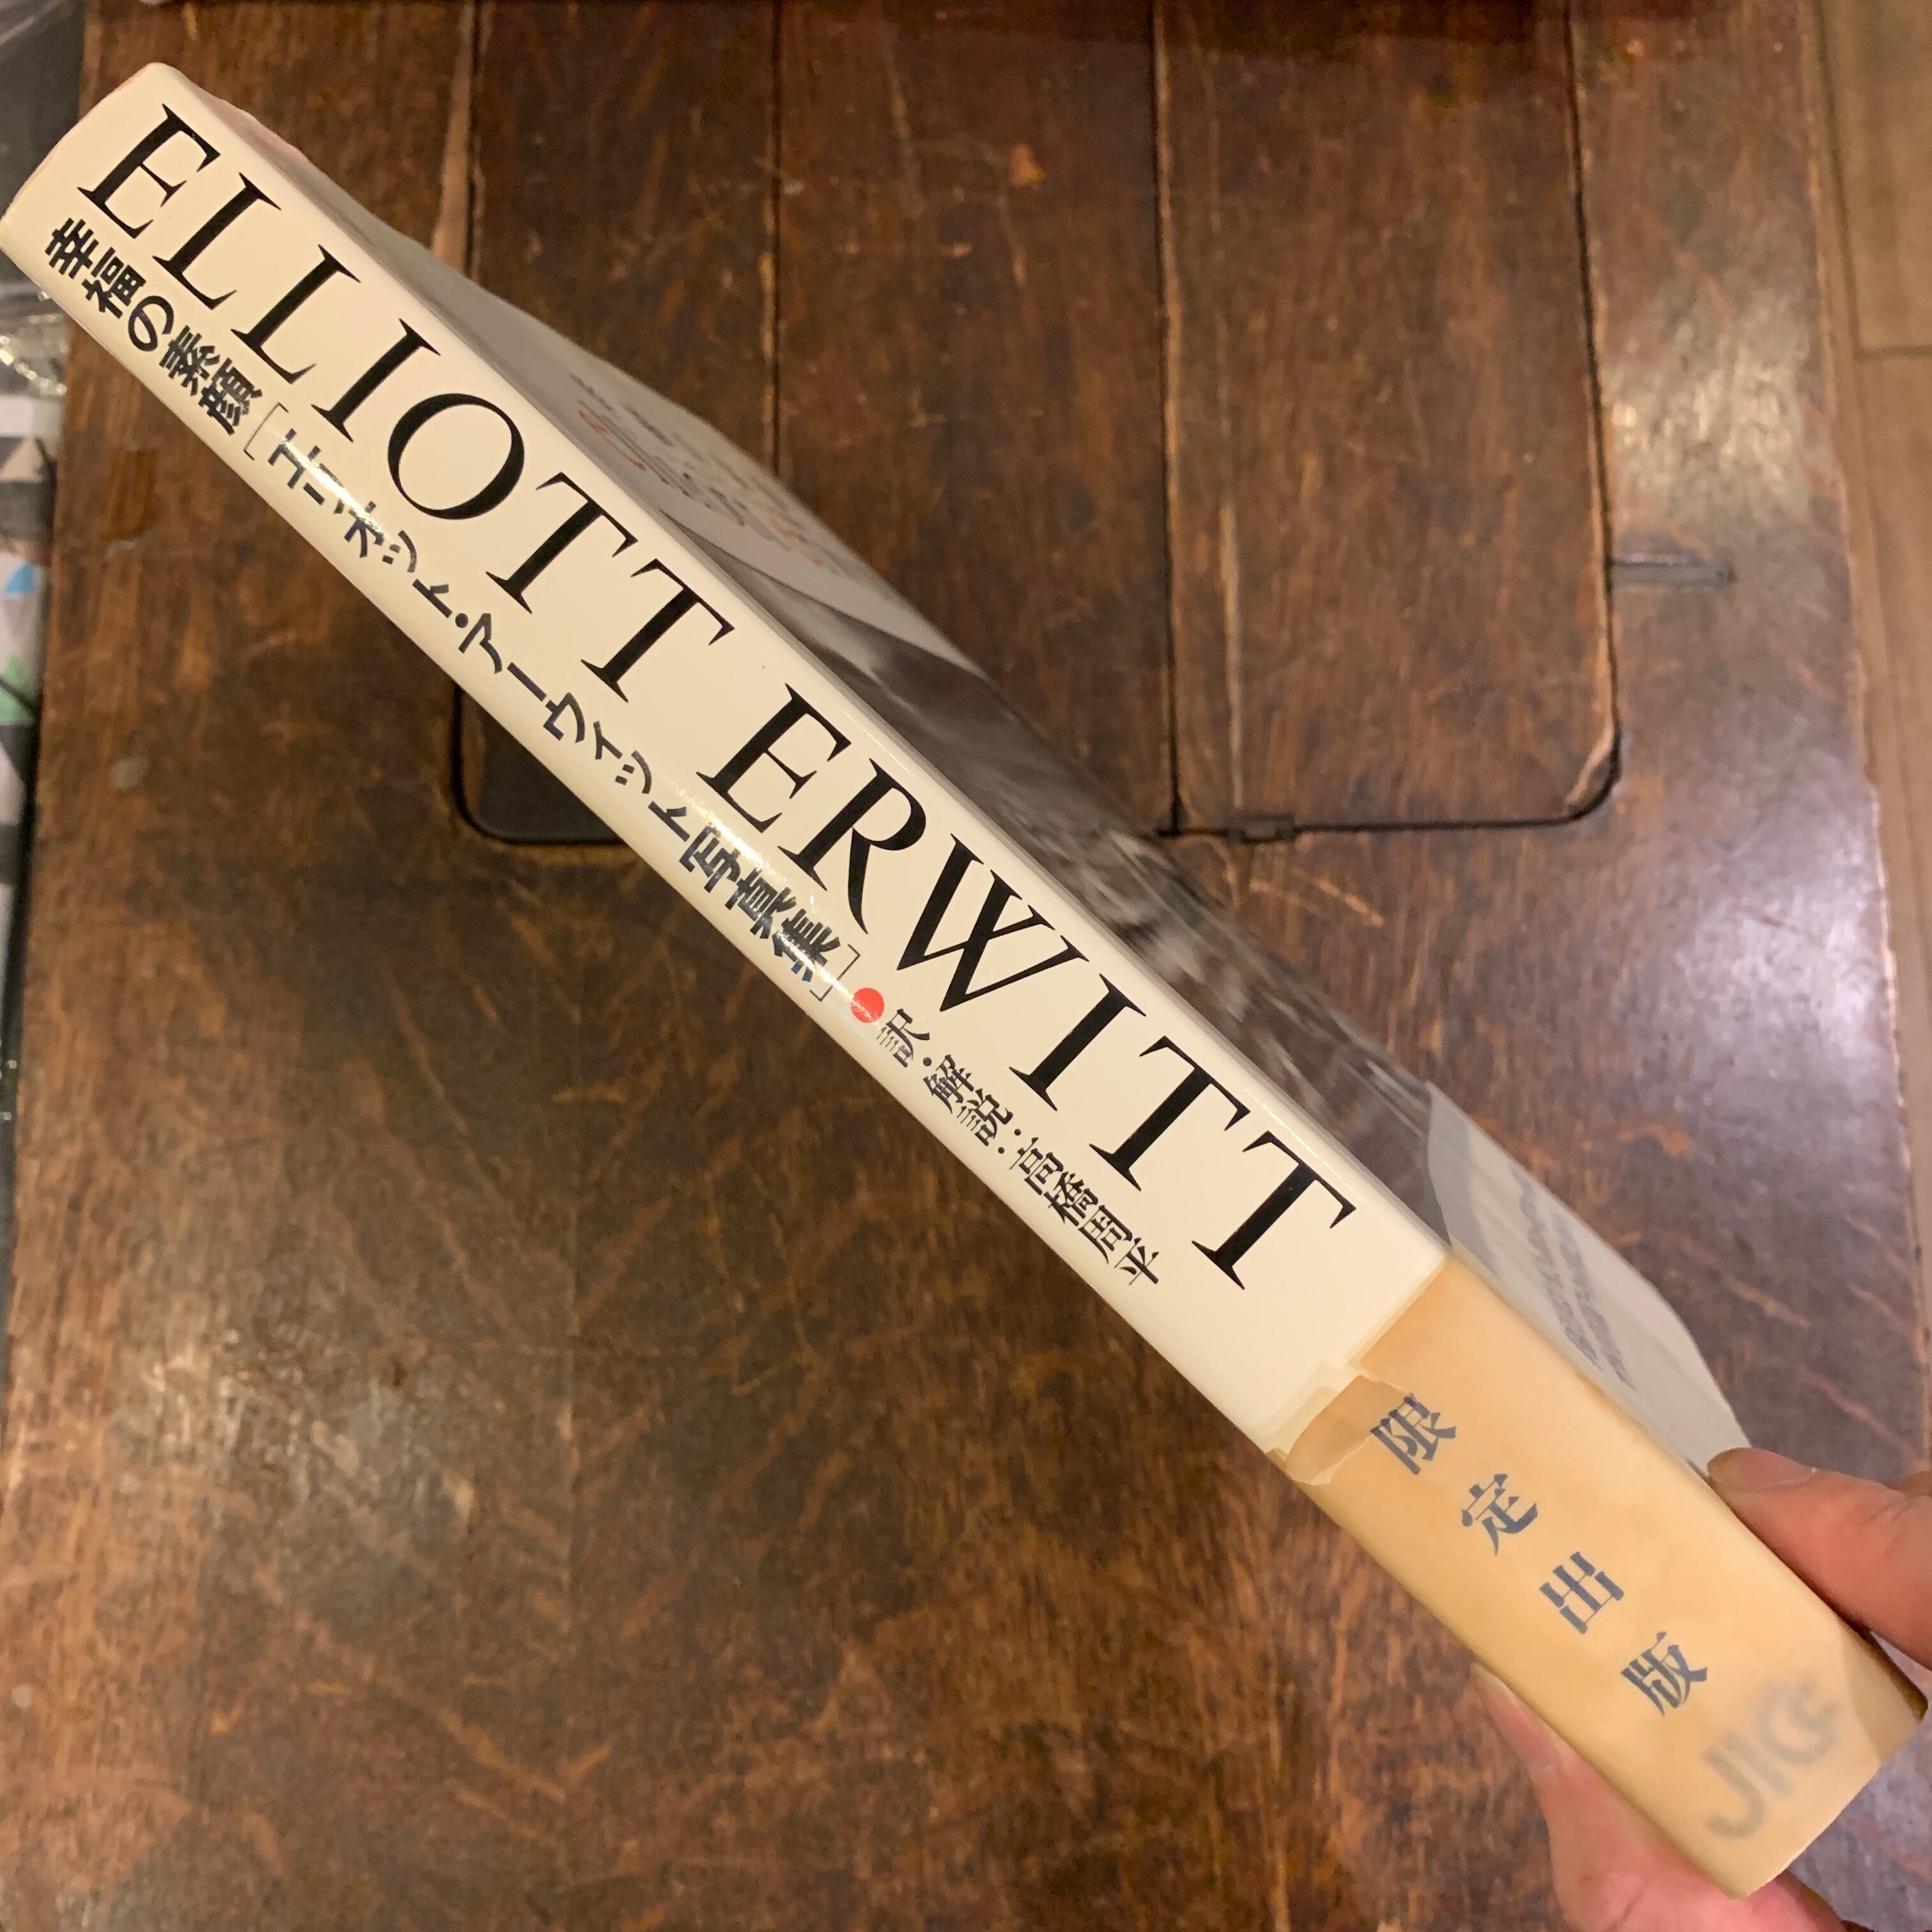 ELLIOTT ERWITT
幸福の素顔[エリオット・アーウィット写真集]●訳・解説:高橋周平
限定出版
JICC